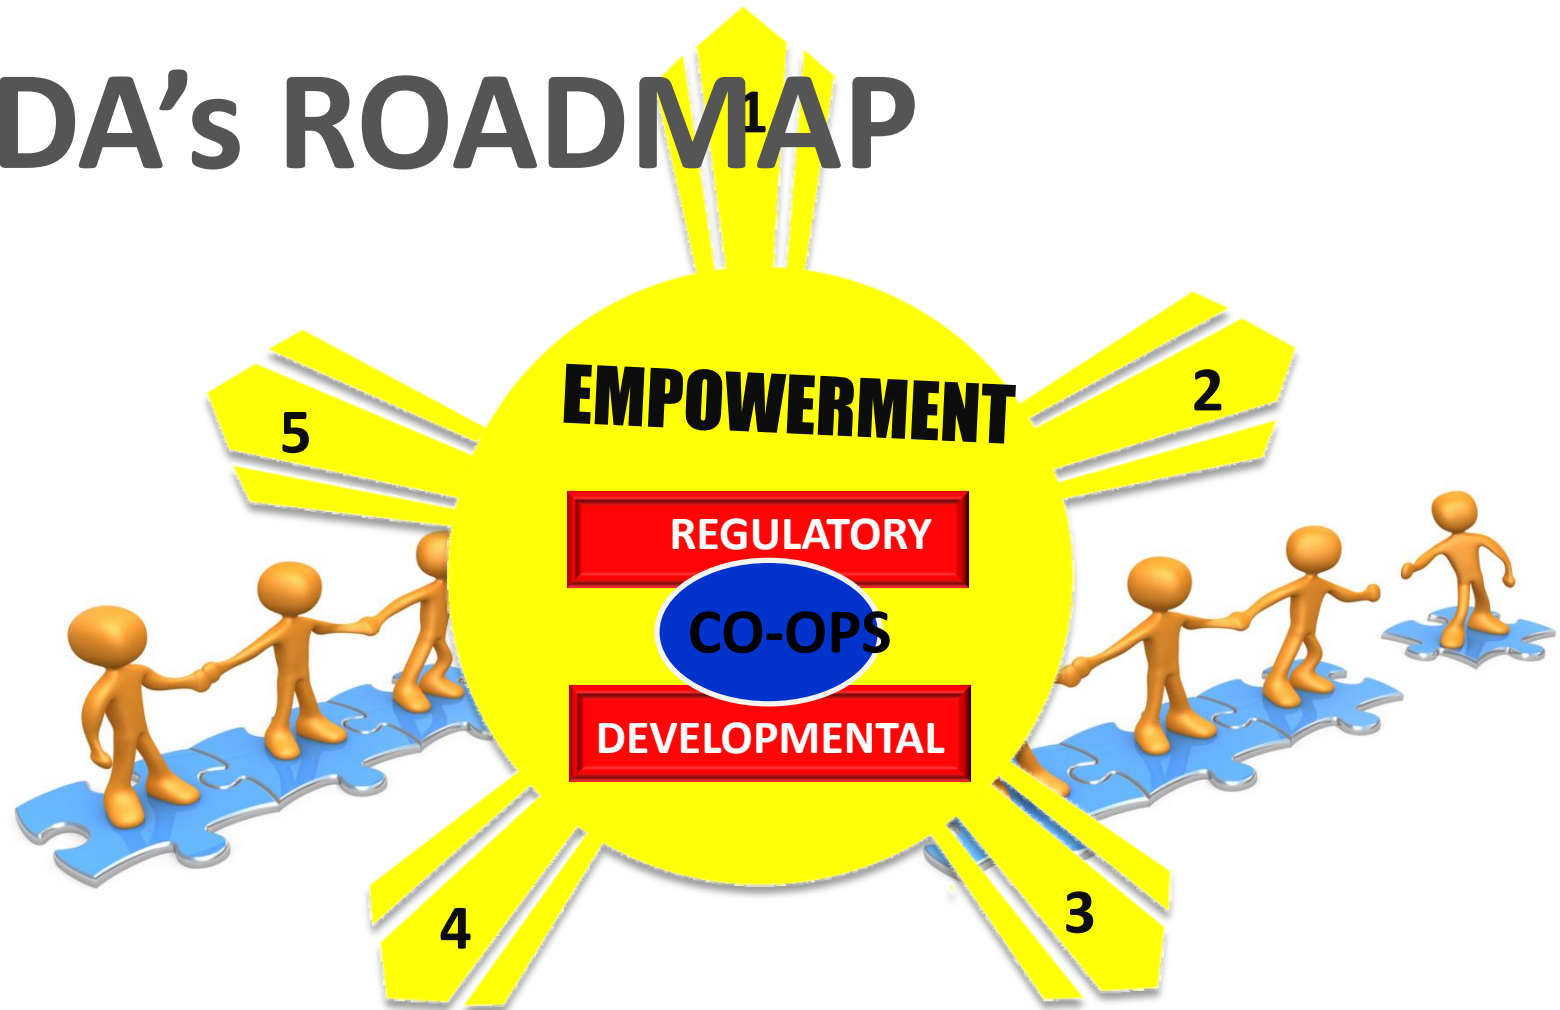 DA's ROADMAP
1
2
5
EMPOWERMENT
REGULATORY
CO-OPS
DEVELOPMENTAL
4
3